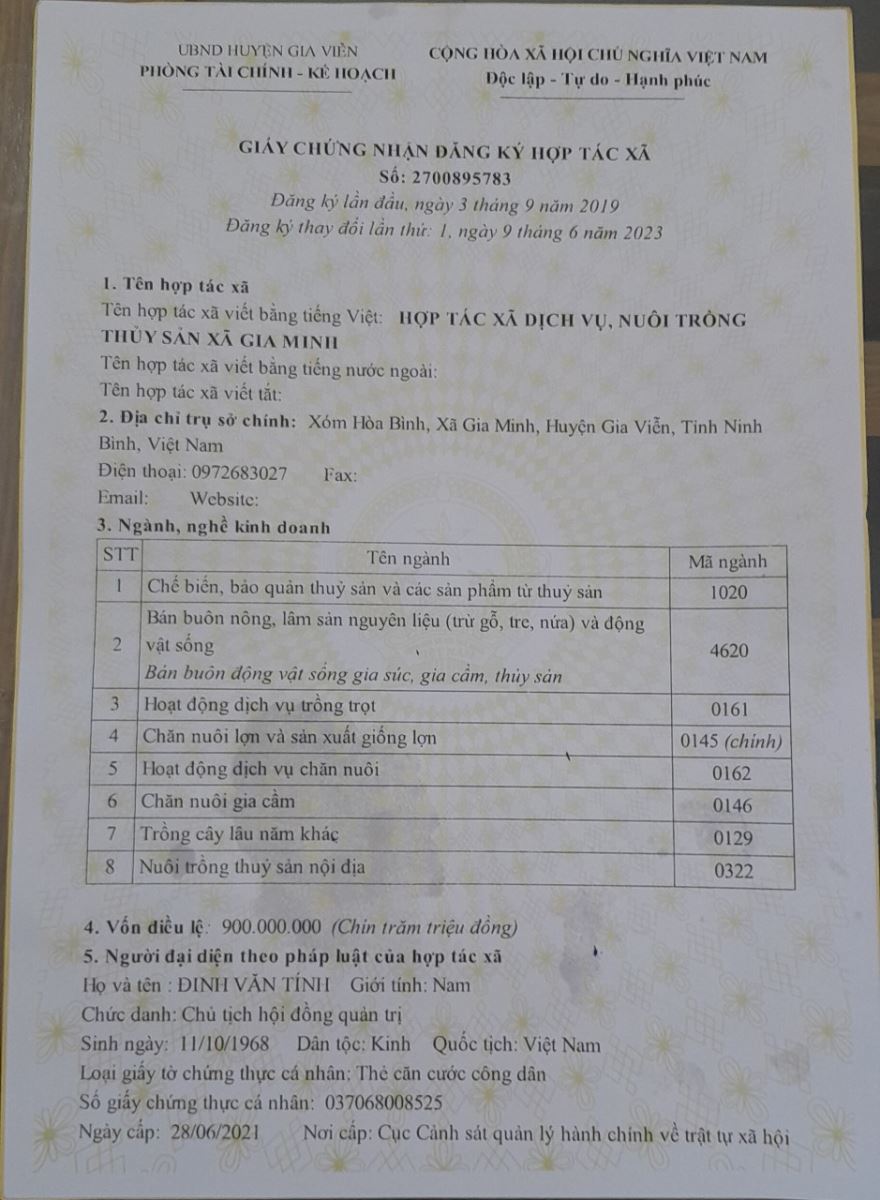 UBND HUYỆN GIA VIỄN
PHÒNG TÀI CHÍNH - KẾ HOẠCH
CỘNG HÒA XÃ HỘI CHỦ NGHĨA VIỆT NAM
Độc lập - Tự do - Hạnh phúc
GIẤY CHỨNG NHẬN ĐĂNG KÝ HỢP TÁC XÃ
Số: 2700895783
Đăng ký lần đầu, ngày 3 tháng 9 năm 2019
Đăng ký thay đổi lần thứ: 1, ngày 9 tháng 6 năm 2023
1. Tên hợp tác xã
Tên hợp tác xã viết bằng tiếng Việt: HỢP TÁC XÃ DỊCH VỤ, NUÔI TRỒNG
THỦY SẢN XÃ GIA MINH
Tên hợp tác xã viết bằng tiếng nước ngoài:
Tên hợp tác xã viết tắt:
2. Địa chỉ trụ sở chính: Xóm Hòa Bình, Xã Gia Minh, Huyện Gia Viễn, Tỉnh Ninh
Bình, Việt Nam
Điện thoại: 0972683027 Fax:
Email: Website:
3. Ngành, nghề kinh doanh
STT Tên ngành Mã ngành
1 Chế biến, bảo quản thuỷ sản và các sản phẩm từ thuỷ sản 1020
Bán buôn nông, lâm sản nguyên liệu (trừ gỗ, tre, nứa) và động
2 vật sống 4620
Bán buôn động vật sống gia súc, gia cầm, thủy sản
3 Hoạt động dịch vụ trồng trọt 0161
4 Chăn nuôi lợn và sản xuất giống lợn 0145 (chính)
5 Hoạt động dịch vụ chăn nuôi 0162
6 Chăn nuôi gia cầm 0146
7 Trồng cây lâu năm khác 0129
8 Nuôi trồng thuỷ sản nội địa 0322
4. Vốn điều lệ: 900.000.000 (Chín trăm triệu đồng)
5. Người đại diện theo pháp luật của hợp tác xã
Họ và tên : ĐINH VĂN TÍNH Giới tính: Nam
Chức danh: Chủ tịch hội đồng quản trị
Sinh ngày: 11/10/1968 Dân tộc: Kinh Quốc tịch: Việt Nam
Loại giấy tờ chứng thực cá nhân: Thẻ căn cước công dân
Số giấy chứng thực cá nhân: 037068008525
Ngày cấp: 28/06/2021 Nơi cấp: Cục Cảnh sát quản lý hành chính về trật tự xã hội